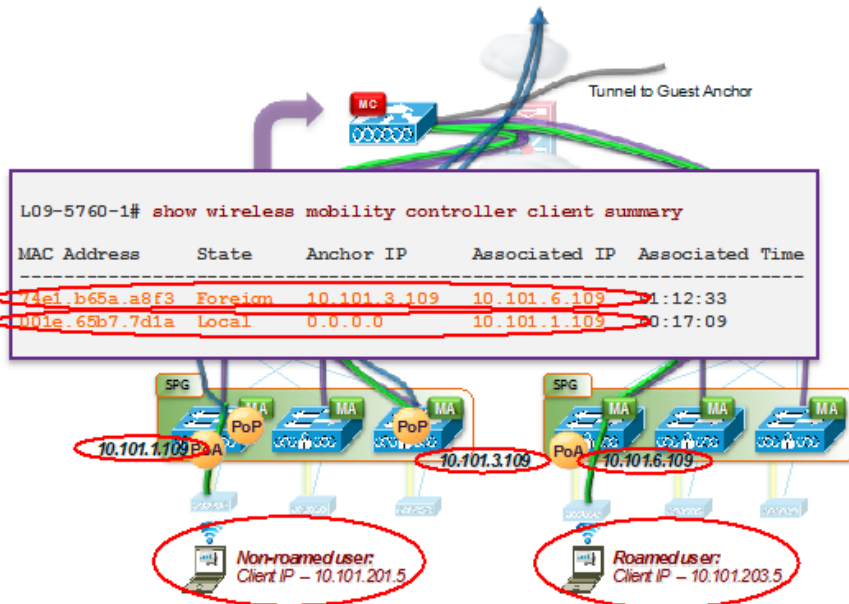 Tunnel to Guest Anchor
MC
L09-5760-1# show wireless mobility controller client summary
MAC Address State Anchor IP Associated IP Associated Time
--------------------------------------------------------------------------------
74e1.b65a.a8f3 Foreign 10.101.3.109 10.101.6.109 01:12:33
001e.65b7.7d1a Local 0.0.0.0 10.101.1.109 00:17:09
SPG
MA
MA
MA
PoP
PoP
PoA
10.101.1.109
10.101.3.109
SPG
MA
MA
MA
PoA
10.101.6.109
Non-roamed user:
Client IP – 10.101.201.5
Roamed user:
Client IP – 10.101.203.5